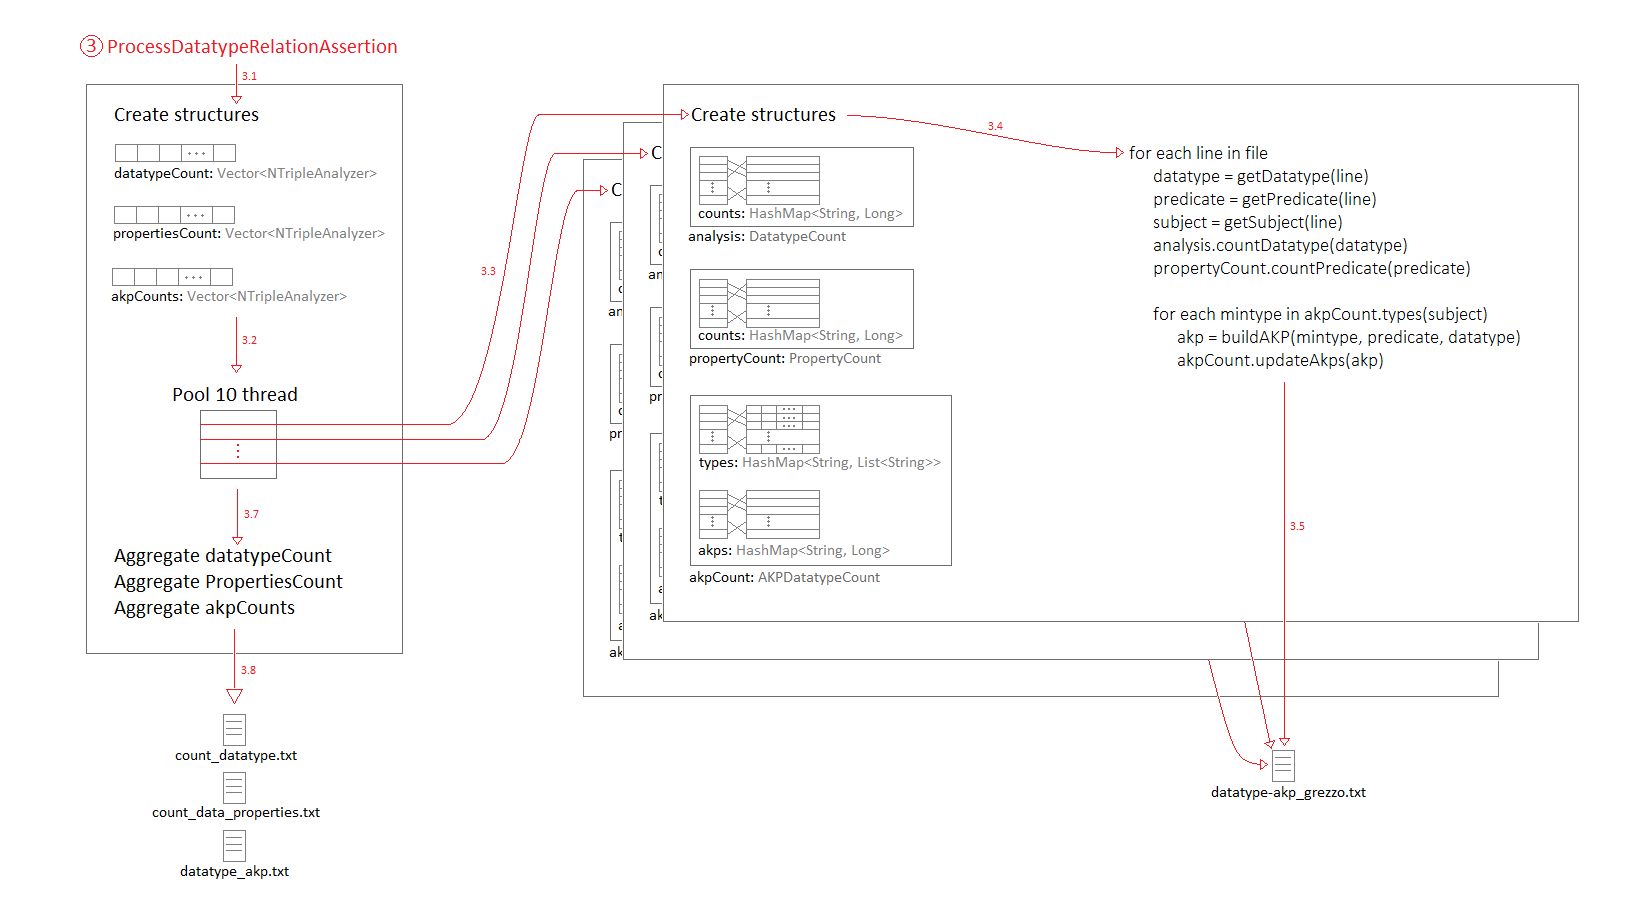 ③ ProcessDatatypeRelationAssertion
3.1
Create structures
datatypeCount: Vector<NTripleAnalyzer>
propertiesCount: Vector<NTripleAnalyzer>
akpCounts: Vector<NTripleAnalyzer>
3.2
Pool 10 thread
3.7
Aggregate datatypeCount
Aggregate PropertiesCount
Aggregate akpCounts
3.8
count_datatype.txt
count_data_properties.txt
datatype_akp.txt
3.3
Create structures
counts: HashMap<String, Long>
analysis: DatatypeCount
counts: HashMap<String, Long>
propertyCount: PropertyCount
types: HashMap<String, List<String>>
akps: HashMap<String, Long>
akpCount: AKPDatatypeCount
3.4
for each line in file
datatype = getDatatype(line)
predicate = getPredicate(line)
subject = getSubject(line)
analysis.countDatatype(datatype)
propertyCount.countPredicate(predicate)
for each mintype in akpCount.types(subject)
akp = buildAKP(mintype, predicate, datatype)
akpCount.updateAkps(akp)
3.5
datatype-akp_grezzo.txt